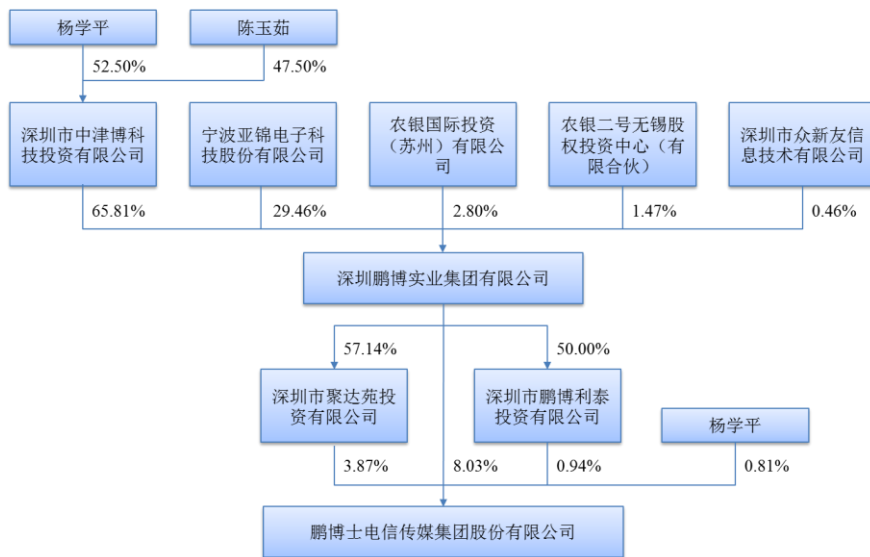 杨学平
陈玉茹
52.50%
47.50%
深圳市中津博科
技投资有限公司
宁波亚锦电子科
技股份有限公司
农银国际投资
（苏州）有限公
司
农银二号无锡股
权投资中心（有
限合伙）
深圳市众新友信
息技术有限公司
65.81%
29.46%
2.80%
1.47%
0.46%
深圳鹏博实业集团有限公司
57.14%
50.00%
深圳市聚达苑投
资有限公司
深圳市鹏博利泰
投资有限公司
杨学平
3.87%
8.03%
0.94%
0.81%
鹏博士电信传媒集团股份有限公司